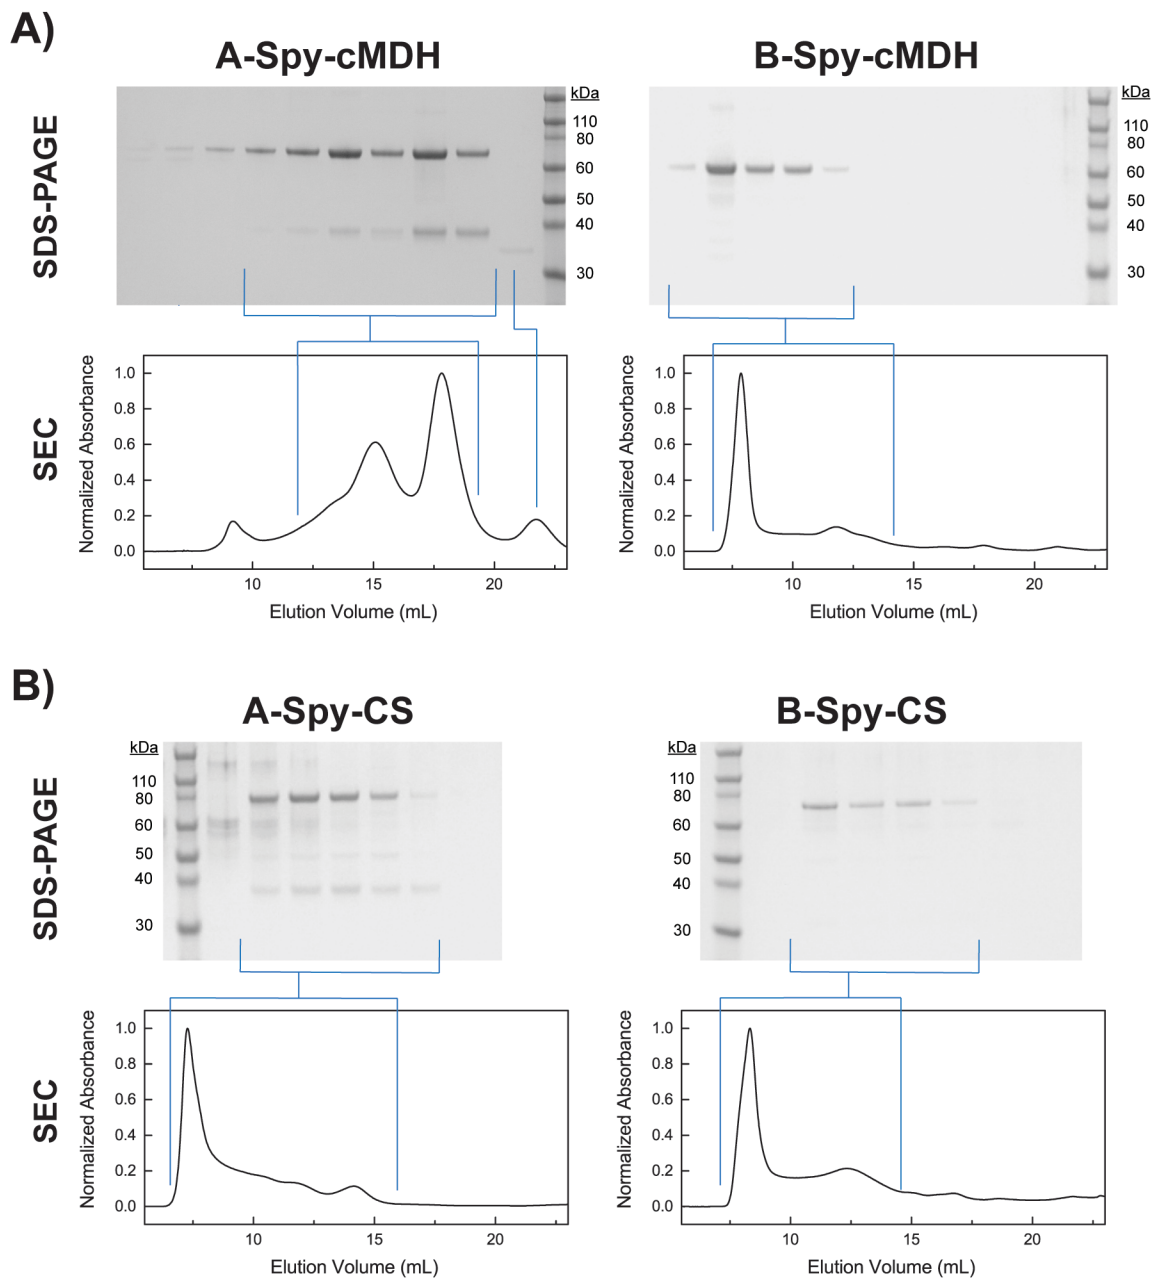 A)
A-Spy-cMDH
B-Spy-cMDH
SDS-PAGE
kDa
110
80
60
50
40
30
kDa
110
80
60
50
40
30
SEC
Normalized Absorbance
1.0
0.8
0.6
0.4
0.2
0.0
10
15
20
Elution Volume (mL)
Normalized Absorbance
1.0
0.8
0.6
0.4
0.2
0.0
10
15
20
Elution Volume (mL)
B)
A-Spy-CS
B-Spy-CS
SDS-PAGE
kDa
110
80
60
50
40
30
kDa
110
80
60
50
40
30
SEC
Normalized Absorbance
1.0
0.8
0.6
0.4
0.2
0.0
10
15
20
Elution Volume (mL)
Normalized Absorbance
1.0
0.8
0.6
0.4
0.2
0.0
10
15
20
Elution Volume (mL)